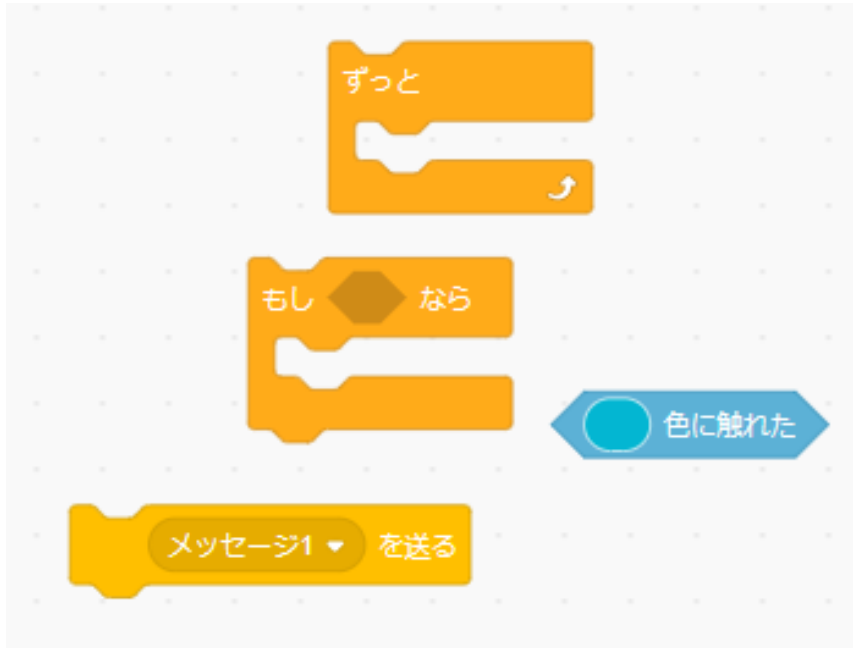 ずっと
もし なら
色に触れた
メッセージ1 を送る